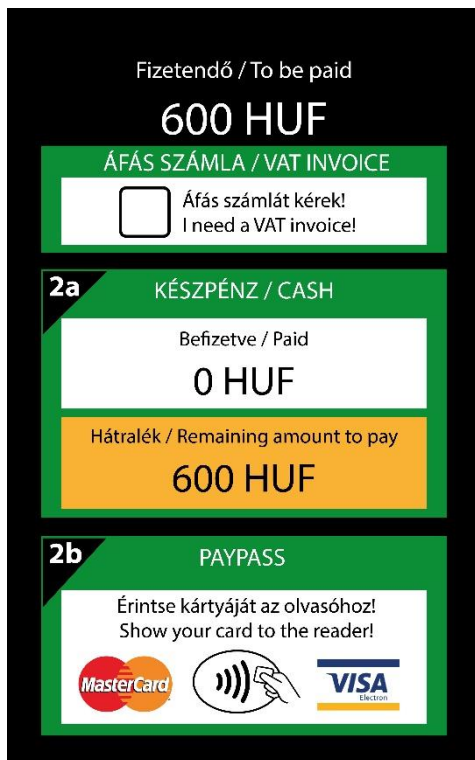 Fizetendő / To be paid
600 HUF
ÁFÁS SZÁMLA / VAT INVOICE
Áfás számlát kérek!
I need a VAT invoice!
2a
KÉSZPÉNZ / CASH
Befizetve / Paid
0 HUF
Hátralék / Remaining amount to pay
600 HUF
2b
PAYPASS
Érintse kártyáját az olvasóhoz!
Show your card to the reader!
MasterCard
VISA
Electron